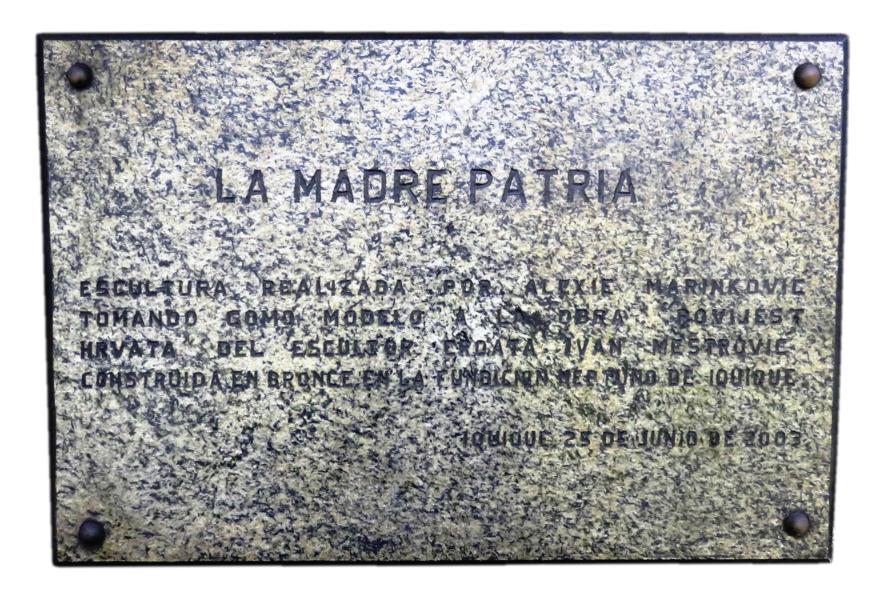 LA MADRE PATRIA
ESCULTURA REALIZADA POR ALEXIE MARINKOVIC
TOMANDO COMO MODELO A LA OBRA POVIJEST
HRVATA DEL ESCULTOR CROATA IVAN MESTROVIC
CONSTRUIDA EN BRONCE EN LA FUNDICION NEPTUNO DE IQUIQUE.
IQUIQUE 25 DE JUNIO DE 2003.